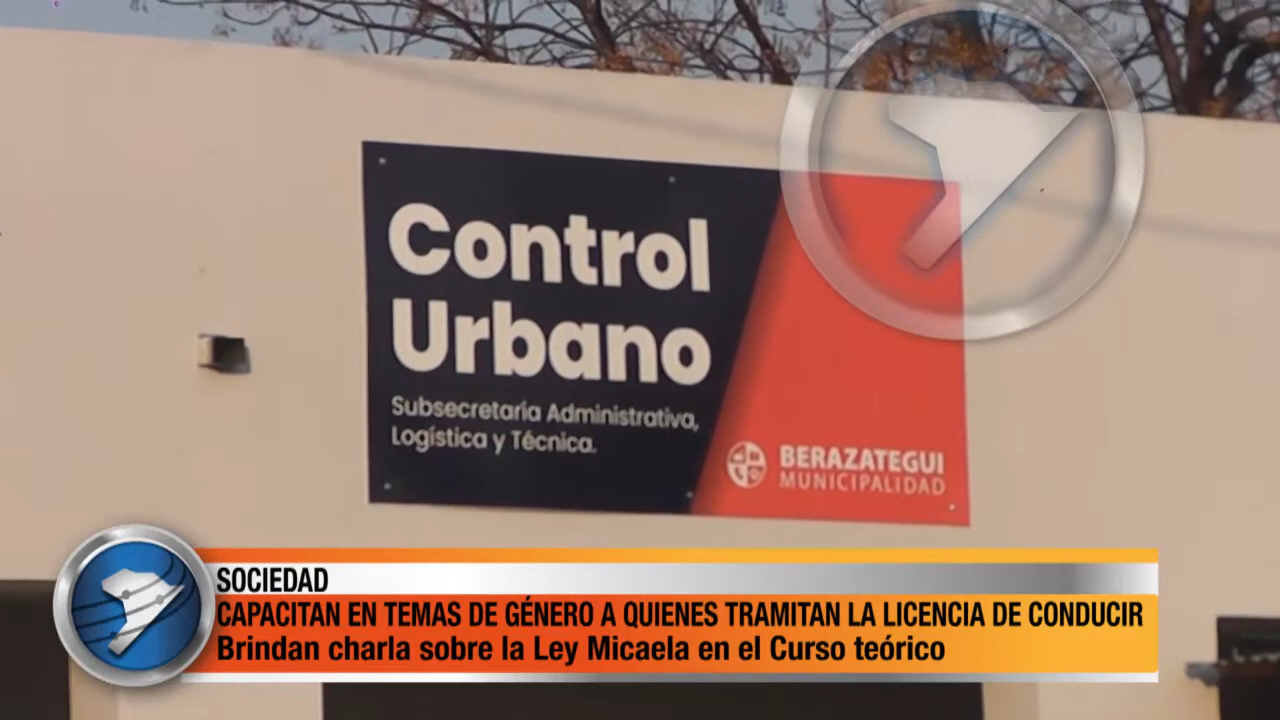 Control
Urbano
Subsecretaría Administrativa,
Logística y Técnica.
BERAZATEGUI
MUNICIPALIDAD
SOCIEDAD
CAPACITAN EN TEMAS DE GÉNERO A QUIENES TRAMITAN LA LICENCIA DE CONDUCIR
Brindan charla sobre la Ley Micaela en el Curso teórico